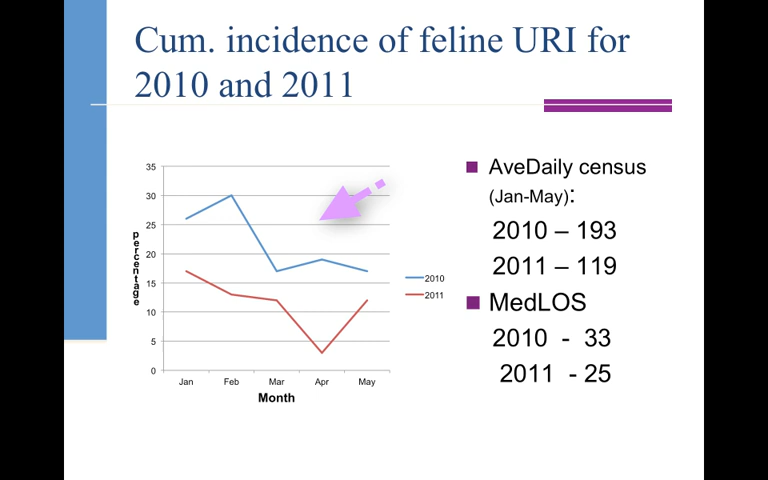 Cum. incidence of feline URI for
2010 and 2011
35
30
25
20
15
10
5
0
percentage
Jan Feb Mar Apr May
Month
2010
2011
AveDaily census
(Jan-May):
2010 – 193
2011 – 119
MedLOS
2010 - 33
2011 - 25